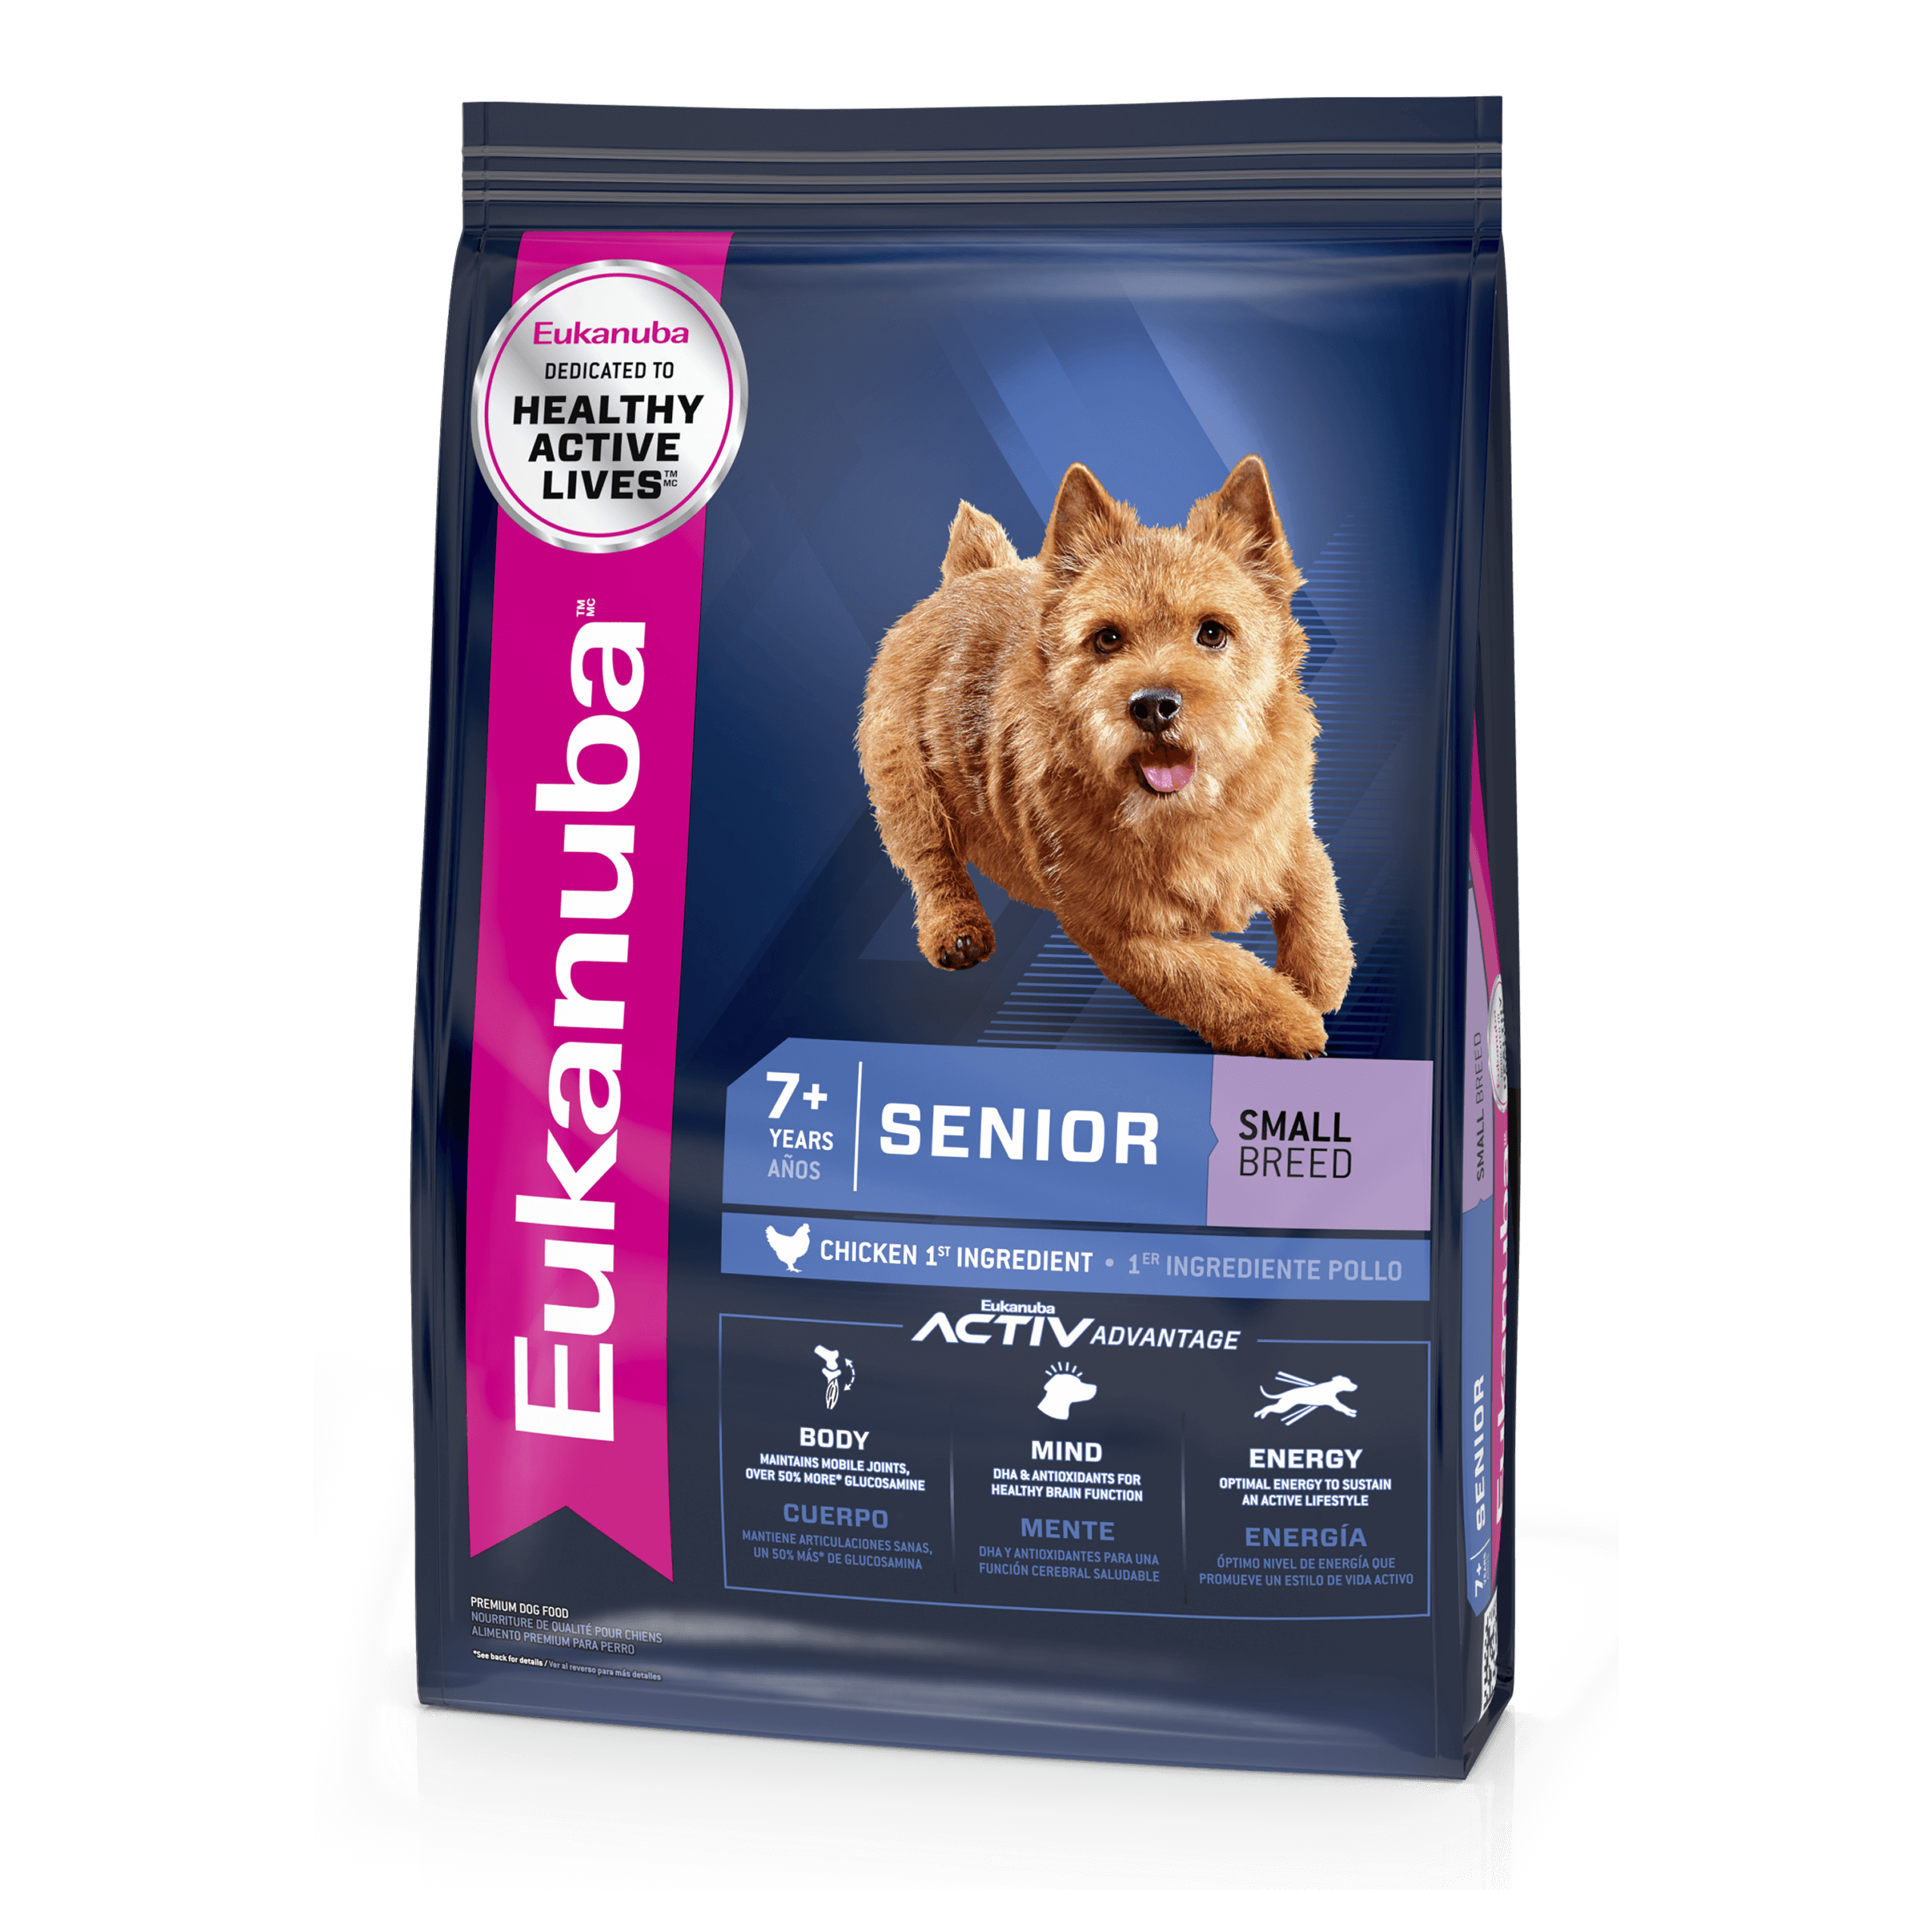 Eukanuba
DEDICATED TO
HEALTHY
ACTIVE
LIVES™
MC
Eukanuba™
MC
7+
YEARS
AÑOS
SENIOR
SMALL
BREED
CHICKEN 1ST INGREDIENT • 1ER INGREDIENTE POLLO
Eukanuba
ACTIV ADVANTAGE
BODY
MAINTAINS MOBILE JOINTS,
OVER 50% MORE* GLUCOSAMINE
CUERPO
MANTIENE ARTICULACIONES SANAS,
UN 50% MÁS* DE GLUCOSAMINA
MIND
DHA & ANTIOXIDANTS FOR
HEALTHY BRAIN FUNCTION
MENTE
DHA Y ANTIOXIDANTES PARA UNA
FUNCIÓN CEREBRAL SALUDABLE
ENERGY
OPTIMAL ENERGY TO SUSTAIN
AN ACTIVE LIFESTYLE
ENERGÍA
ÓPTIMO NIVEL DE ENERGÍA QUE
PROMUEVE UN ESTILO DE VIDA ACTIVO
PREMIUM DOG FOOD
NOURRITURE DE QUALITÉ POUR CHIENS
ALIMENTO PREMIUM PARA PERRO
*See back for details / Ver al reverso para más detalles
SMALL BREED
Eukanuba
7+
SENIOR